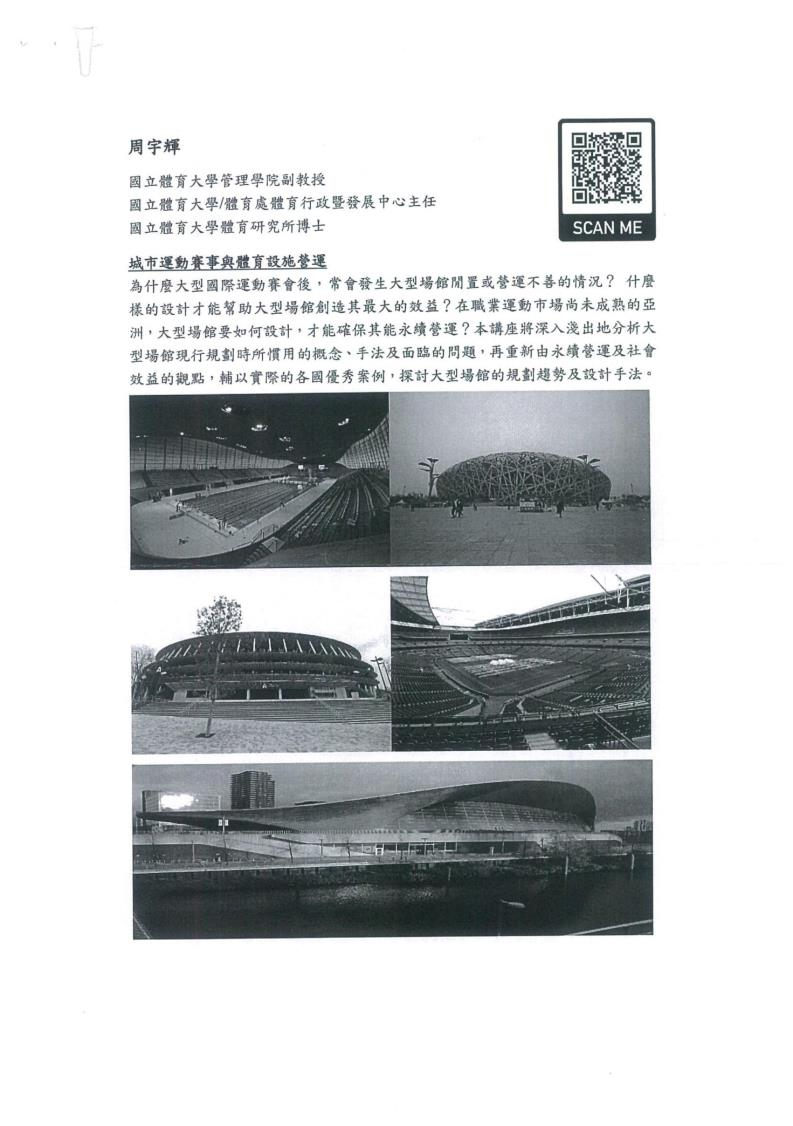 周宇輝
國立體育大學管理學院副教授
國立體育大學/體育處體育行政暨發展中心主任
國立體育大學體育研究所博士
SCAN ME
城市運動賽事與體育設施營運
為什麼大型國際運動賽會後，常會發生大型場館閒置或營運不善的情況？ 什麼
樣的設計才能幫助大型場館創造其最大的效益？在職業運動市場尚未成熟的亞
洲，大型場館要如何設計，才能確保其能永續營運？本講座將深入淺出地分析大
型場館現行規劃時所慣用的概念、手法及面臨的問題，再重新由永續營運及社會
效益的觀點，輔以實際的各國優秀案例，探討大型場館的規劃趨勢及設計手法。